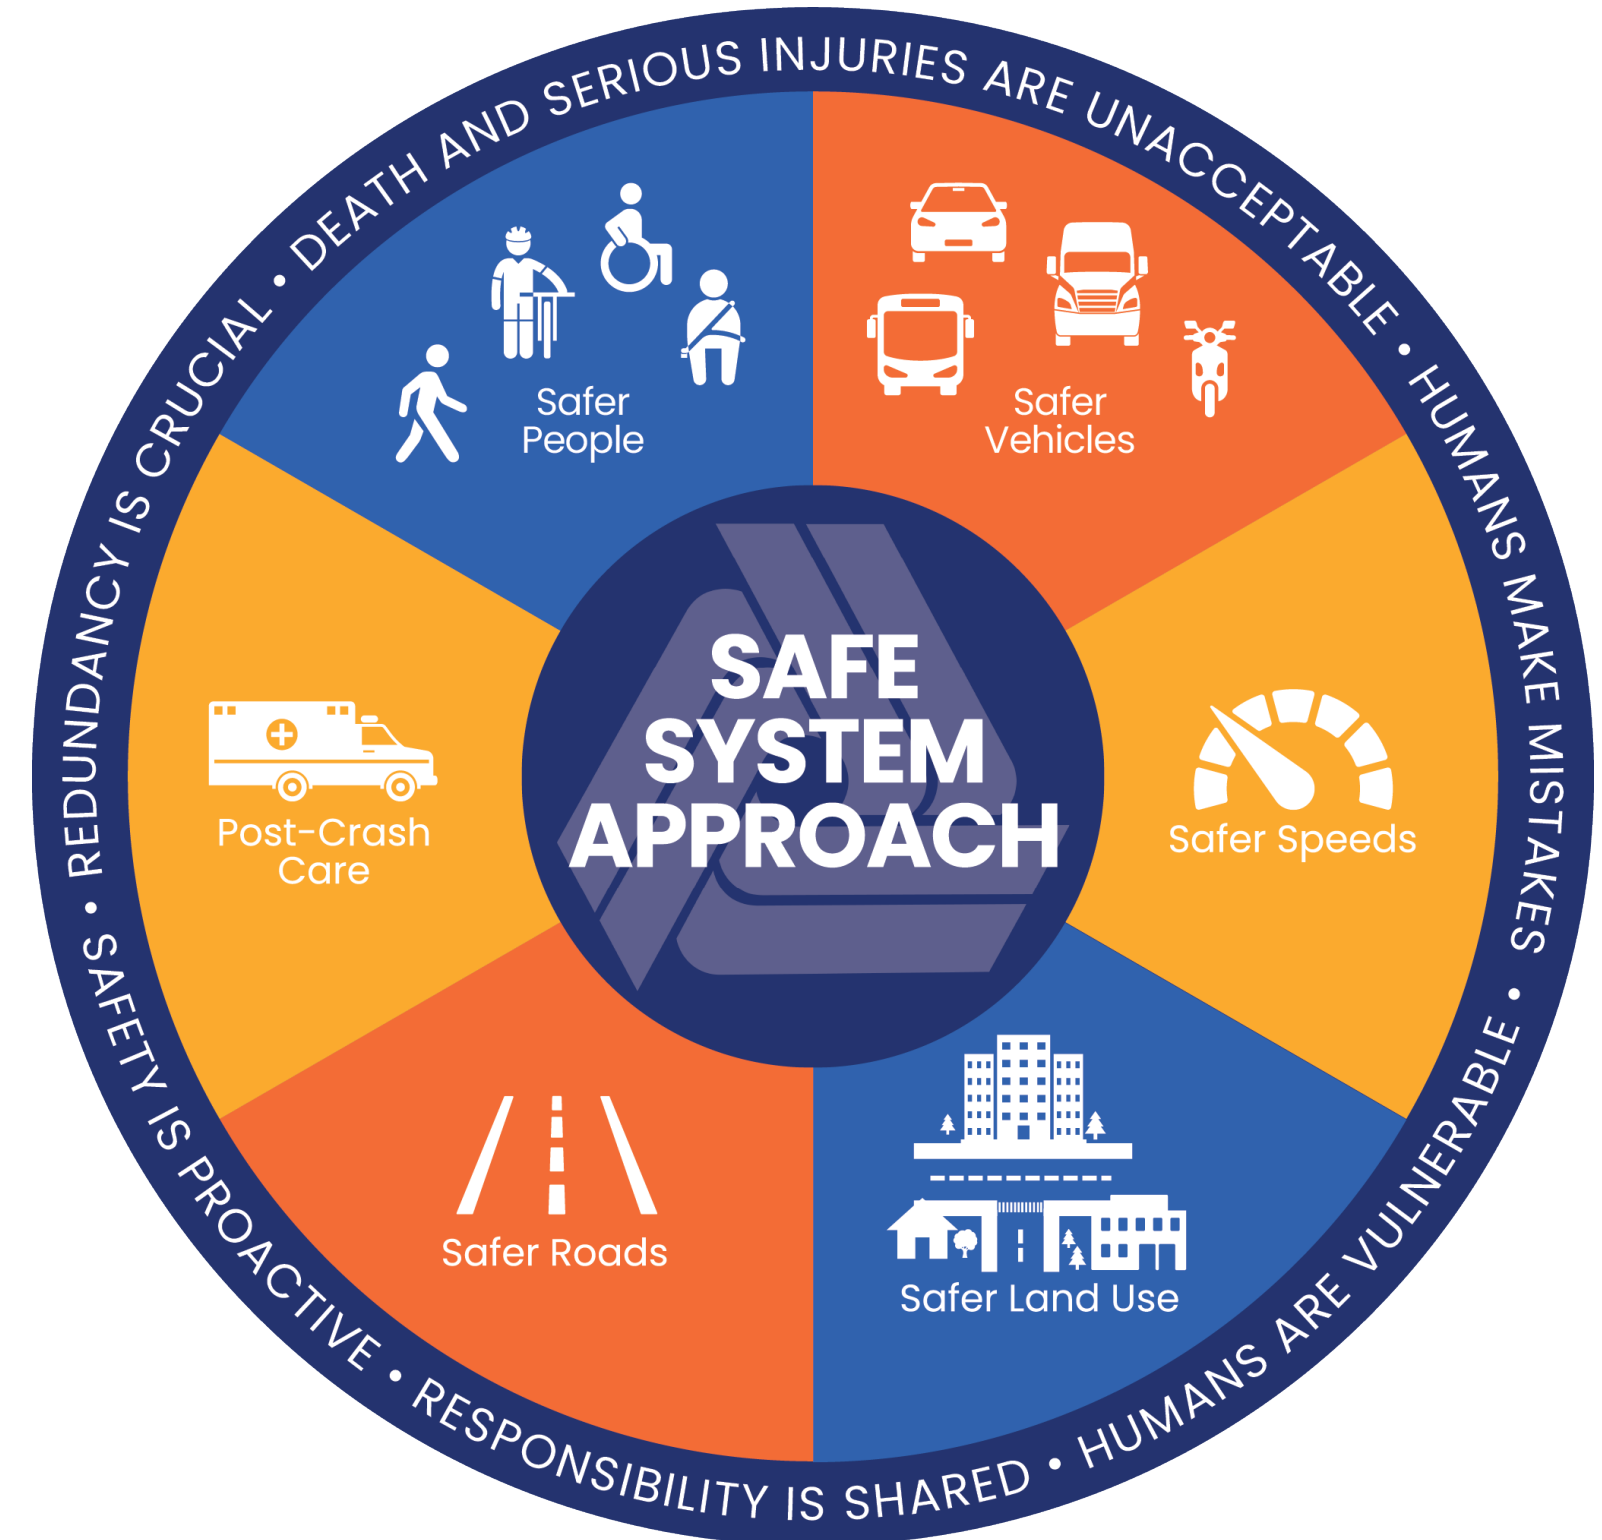 DEATH AND SERIOUS INJURIES ARE UNACCEPTABLE • HUMANS MAKE MISTAKES • HUMANS ARE VULNERABLE • RESPONSIBILITY IS SHARED • SAFETY IS PROACTIVE • REDUNDANCY IS CRUCIAL •
Safer
People
Safer
Vehicles
SAFE
SYSTEM
APPROACH
Post-Crash
Care
Safer Speeds
Safer Roads
Safer Land Use